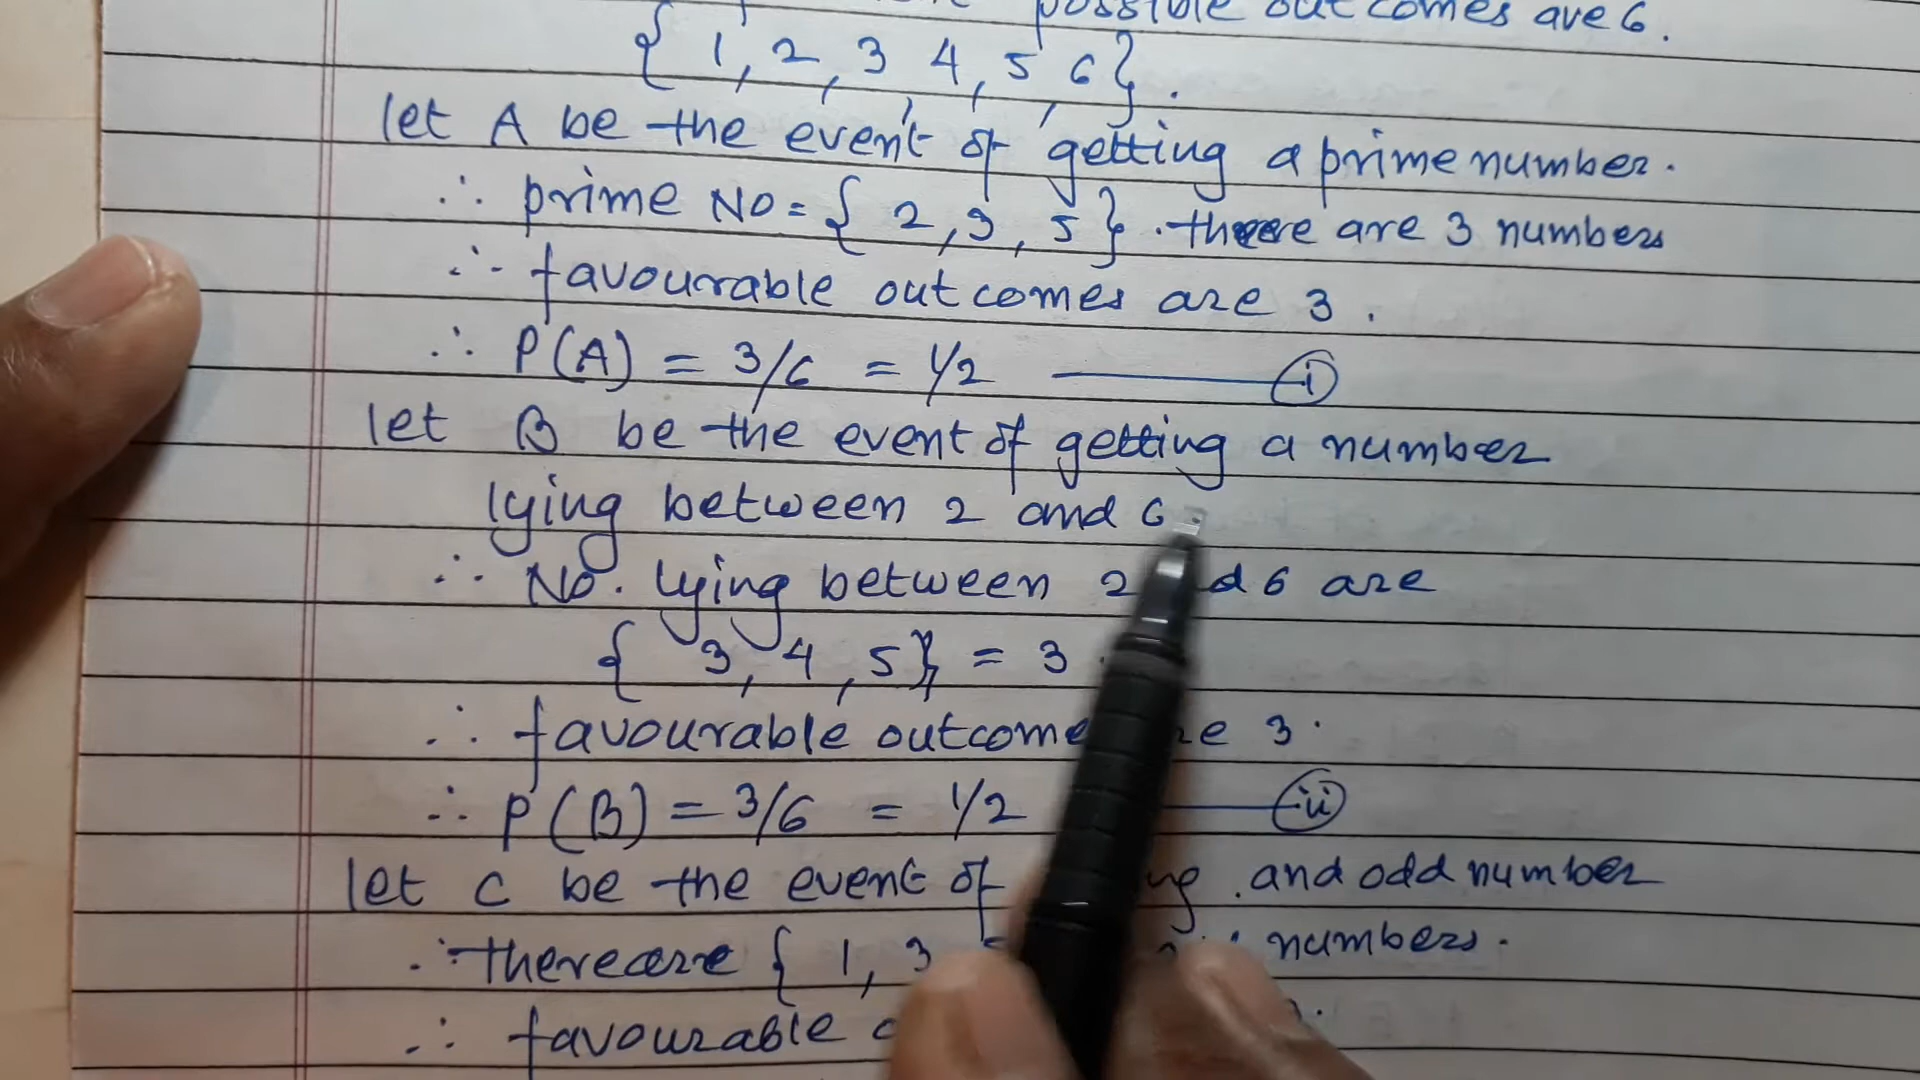 possible outcomes are 6.
{ 1, 2, 3, 4, 5, 6}.
let A be the event of getting a prime number.
∴ prime NO = { 2, 3, 5} . there are 3 numbers
∴ favourable outcomes are 3.
∴ P(A) = 3/6 = 1/2 ——— (i)
let B be the event of getting a number
lying between 2 and 6.
∴ No. lying between 2 6 are
{ 3, 4, 5} = 3
∴ favourable outcome 3.
∴ P(B) = 3/6 = 1/2 — (ii)
let C be the event of and odd number
∴ there are { 1, 3 numbers.
∴ favourable